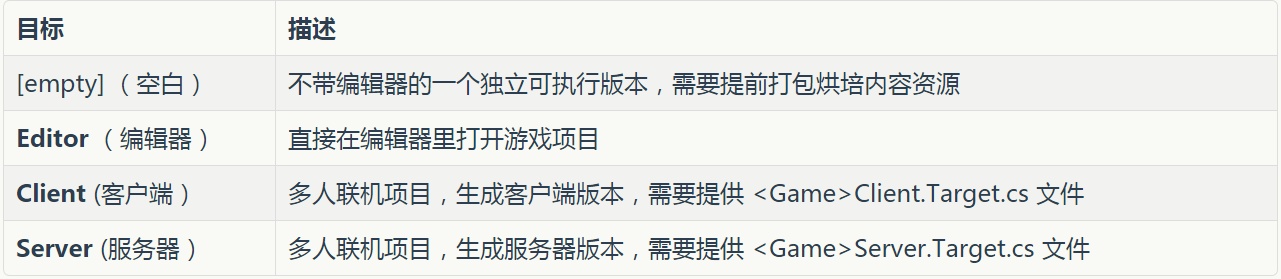 目标 描述
[empty]（空白） 不带编辑器的一个独立可执行版本，需要提前打包烘培内容资源
Editor （编辑器） 直接在编辑器里打开游戏项目
Client (客户端） 多人联机项目，生成客户端版本，需要提供 <Game>Client.Target.cs 文件
Server (服务器） 多人联机项目，生成服务器版本，需要提供 <Game>Server.Target.cs 文件